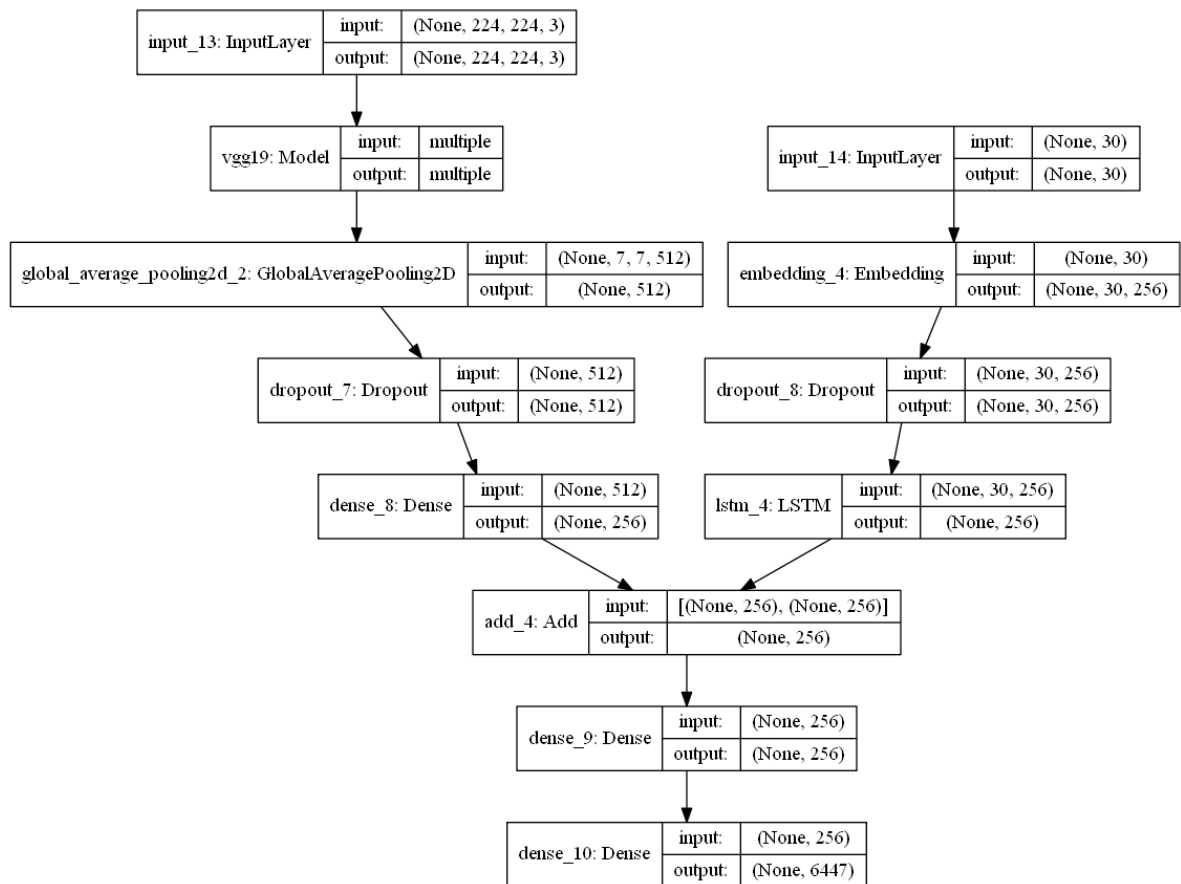 input_13: InputLayer
input: (None, 224, 224, 3)
output: (None, 224, 224, 3)
vgg19: Model
input: multiple
output: multiple
input_14: InputLayer
input: (None, 30)
output: (None, 30)
global_average_pooling2d_2: GlobalAveragePooling2D
input: (None, 7, 7, 512)
output: (None, 512)
embedding_4: Embedding
input: (None, 30)
output: (None, 30, 256)
dropout_7: Dropout
input: (None, 512)
output: (None, 512)
dropout_8: Dropout
input: (None, 30, 256)
output: (None, 30, 256)
dense_8: Dense
input: (None, 512)
output: (None, 256)
lstm_4: LSTM
input: (None, 30, 256)
output: (None, 256)
add_4: Add
input: [(None, 256), (None, 256)]
output: (None, 256)
dense_9: Dense
input: (None, 256)
output: (None, 256)
dense_10: Dense
input: (None, 256)
output: (None, 6447)